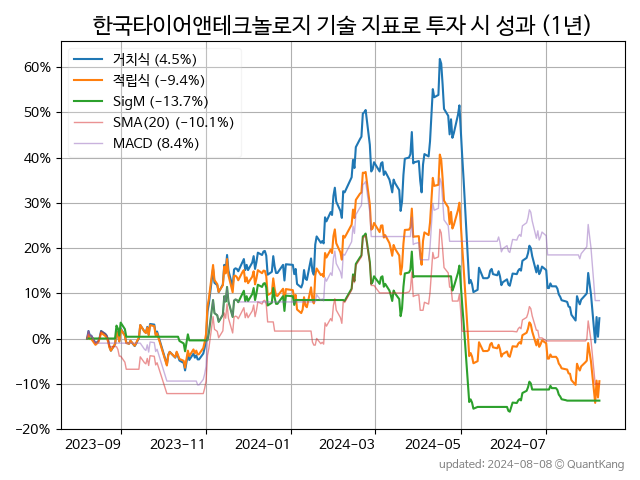 한국타이어앤테크놀로지 기술 지표로 투자 시 성과 (1년)
거치식 (4.5%)
적립식 (−9.4%)
SigM (−13.7%)
SMA(20) (−10.1%)
MACD (8.4%)
60%
50%
40%
30%
20%
10%
0%
−10%
−20%
2023-09 2023-11 2024-01 2024-03 2024-05 2024-07
updated: 2024-08-08 © QuantKang